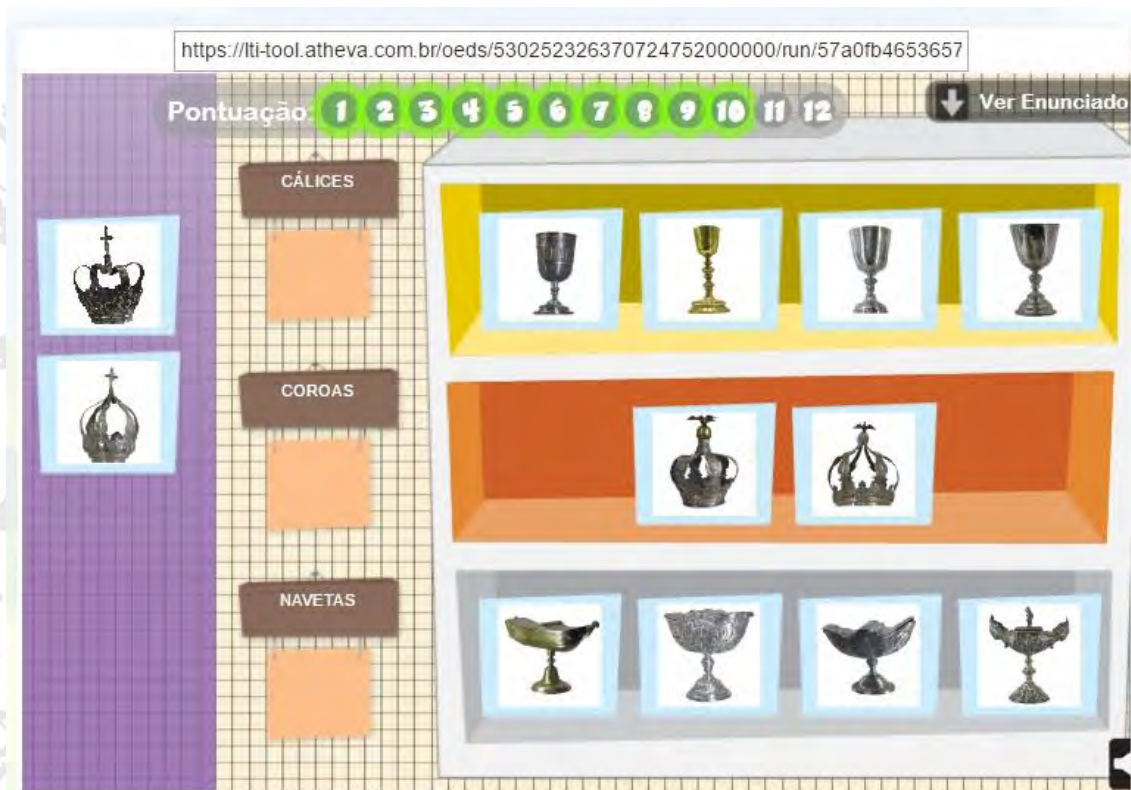 https://lti-tool.atheva.com.br/oeds/530252326370724752000000/run/57a0fb4653657
Pontuação: 1 2 3 4 5 6 7 8 9 10 11 12
Ver Enunciado
CÁLICES
COROAS
NAVETAS